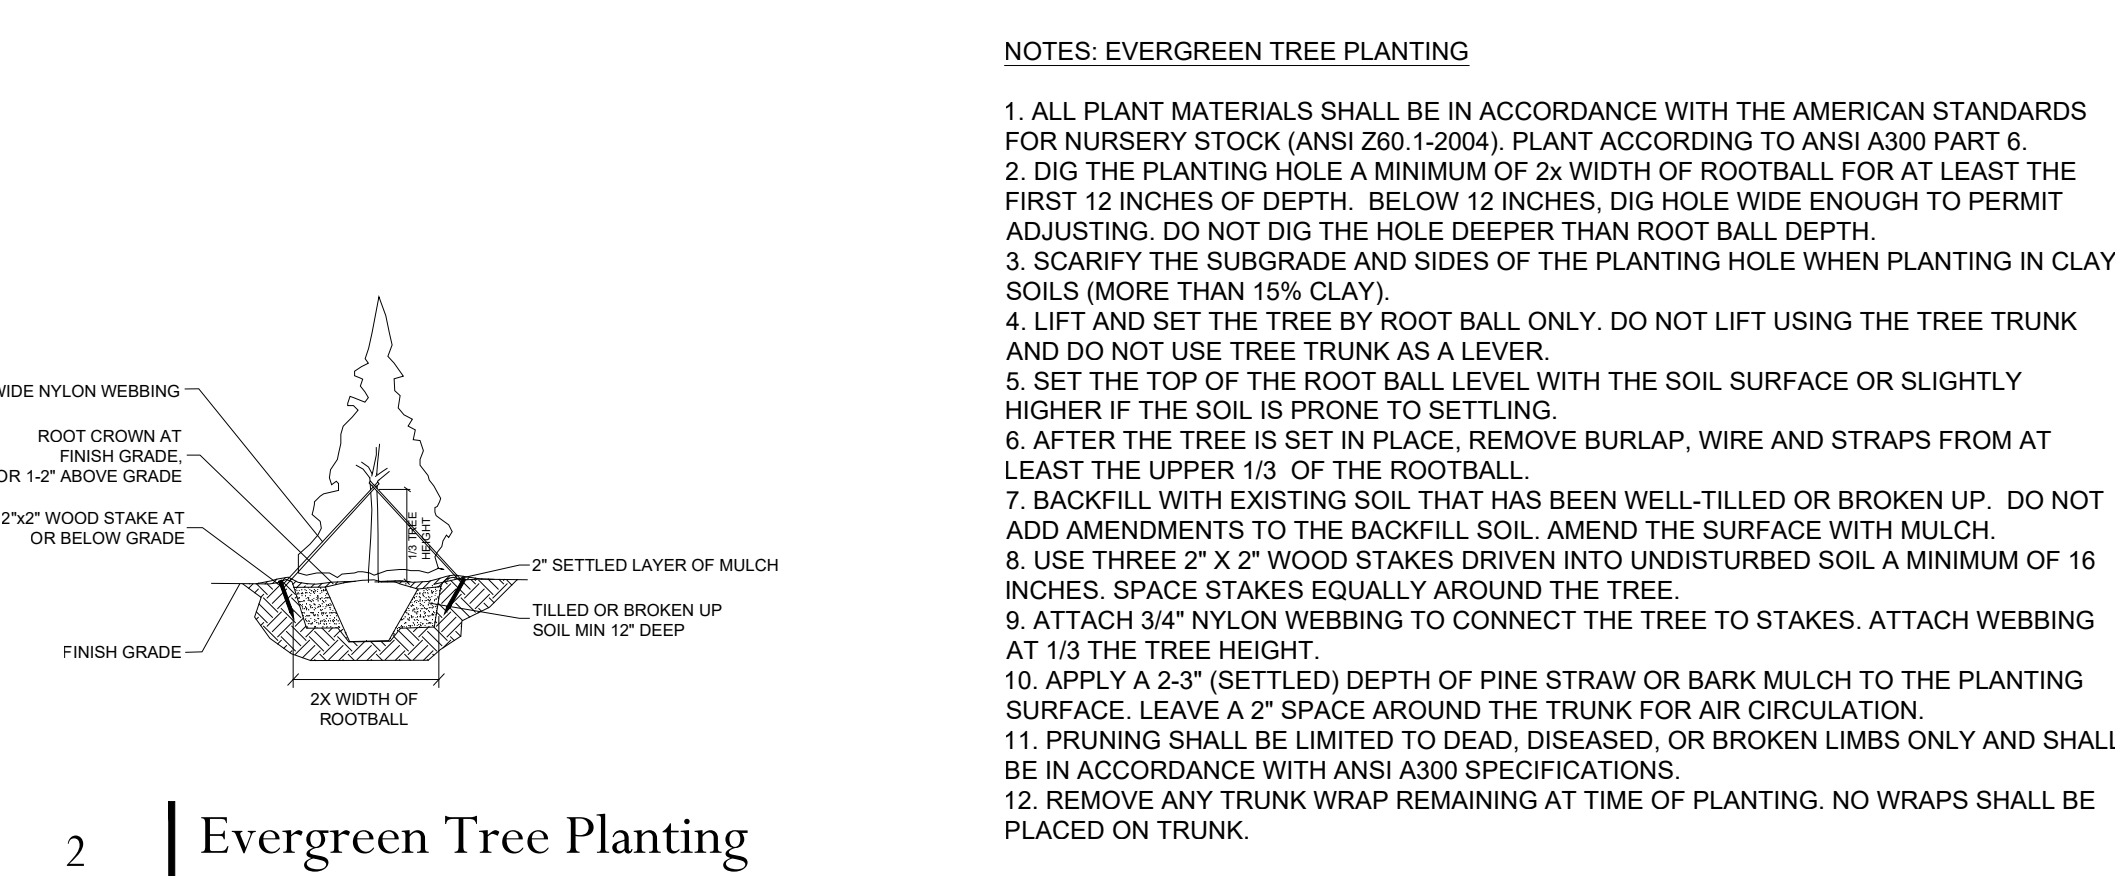 NOTES: EVERGREEN TREE PLANTING
1. ALL PLANT MATERIALS SHALL BE IN ACCORDANCE WITH THE AMERICAN STANDARDS
FOR NURSERY STOCK (ANSI Z60.1-2004). PLANT ACCORDING TO ANSI A300 PART 6.
2. DIG THE PLANTING HOLE A MINIMUM OF 2x WIDTH OF ROOTBALL FOR AT LEAST THE
FIRST 12 INCHES OF DEPTH.  BELOW 12 INCHES, DIG HOLE WIDE ENOUGH TO PERMIT
ADJUSTING. DO NOT DIG THE HOLE DEEPER THAN ROOT BALL DEPTH.
3. SCARIFY THE SUBGRADE AND SIDES OF THE PLANTING HOLE WHEN PLANTING IN CLAY
SOILS (MORE THAN 15% CLAY).
4. LIFT AND SET THE TREE BY ROOT BALL ONLY. DO NOT LIFT USING THE TREE TRUNK
AND DO NOT USE TREE TRUNK AS A LEVER.
5. SET THE TOP OF THE ROOT BALL LEVEL WITH THE SOIL SURFACE OR SLIGHTLY
HIGHER IF THE SOIL IS PRONE TO SETTLING.
6. AFTER THE TREE IS SET IN PLACE, REMOVE BURLAP, WIRE AND STRAPS FROM AT
LEAST THE UPPER 1/3  OF THE ROOTBALL.
7. BACKFILL WITH EXISTING SOIL THAT HAS BEEN WELL-TILLED OR BROKEN UP.  DO NOT
ADD AMENDMENTS TO THE BACKFILL SOIL. AMEND THE SURFACE WITH MULCH.
8. USE THREE 2" X 2" WOOD STAKES DRIVEN INTO UNDISTURBED SOIL A MINIMUM OF 16
INCHES. SPACE STAKES EQUALLY AROUND THE TREE.
9. ATTACH 3/4" NYLON WEBBING TO CONNECT THE TREE TO STAKES. ATTACH WEBBING
AT 1/3 THE TREE HEIGHT.
10. APPLY A 2-3" (SETTLED) DEPTH OF PINE STRAW OR BARK MULCH TO THE PLANTING
SURFACE. LEAVE A 2" SPACE AROUND THE TRUNK FOR AIR CIRCULATION.
11. PRUNING SHALL BE LIMITED TO DEAD, DISEASED, OR BROKEN LIMBS ONLY AND SHALL
BE IN ACCORDANCE WITH ANSI A300 SPECIFICATIONS.
12. REMOVE ANY TRUNK WRAP REMAINING AT TIME OF PLANTING. NO WRAPS SHALL BE
PLACED ON TRUNK.
WIDE NYLON WEBBING
ROOT CROWN AT
FINISH GRADE,
OR 1-2" ABOVE GRADE
2"x2" WOOD STAKE AT
OR BELOW GRADE
FINISH GRADE
1/3 TREE
HEIGHT
2" SETTLED LAYER OF MULCH
TILLED OR BROKEN UP
SOIL MIN 12" DEEP
2X WIDTH OF
ROOTBALL
2
Evergreen Tree Planting